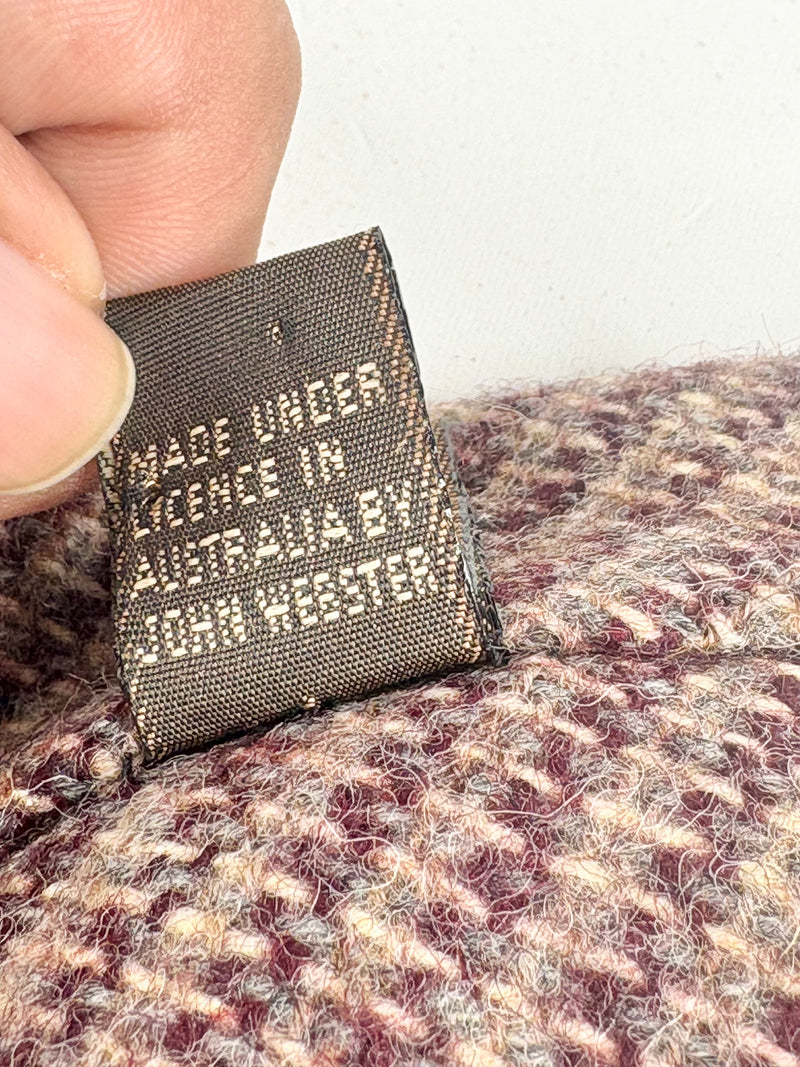 MADE UNDER
LICENCE IN
AUSTRALIA BY
JOHN WEBSTER